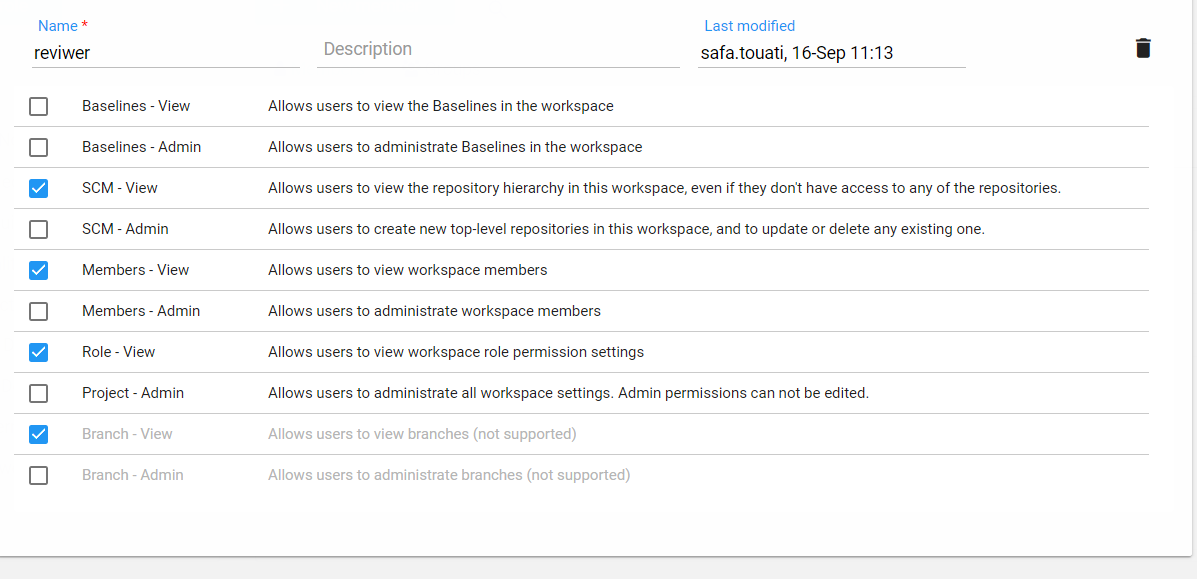 Name * Last modified
reviwer Description safa.touati, 16-Sep 11:13
Baselines - View Allows users to view the Baselines in the workspace
Baselines - Admin Allows users to administrate Baselines in the workspace
SCM - View Allows users to view the repository hierarchy in this workspace, even if they don't have access to any of the repositories.
SCM - Admin Allows users to create new top-level repositories in this workspace, and to update or delete any existing one.
Members - View Allows users to view workspace members
Members - Admin Allows users to administrate workspace members
Role - View Allows users to view workspace role permission settings
Project - Admin Allows users to administrate all workspace settings. Admin permissions can not be edited.
Branch - View Allows users to view branches (not supported)
Branch - Admin Allows users to administrate branches (not supported)